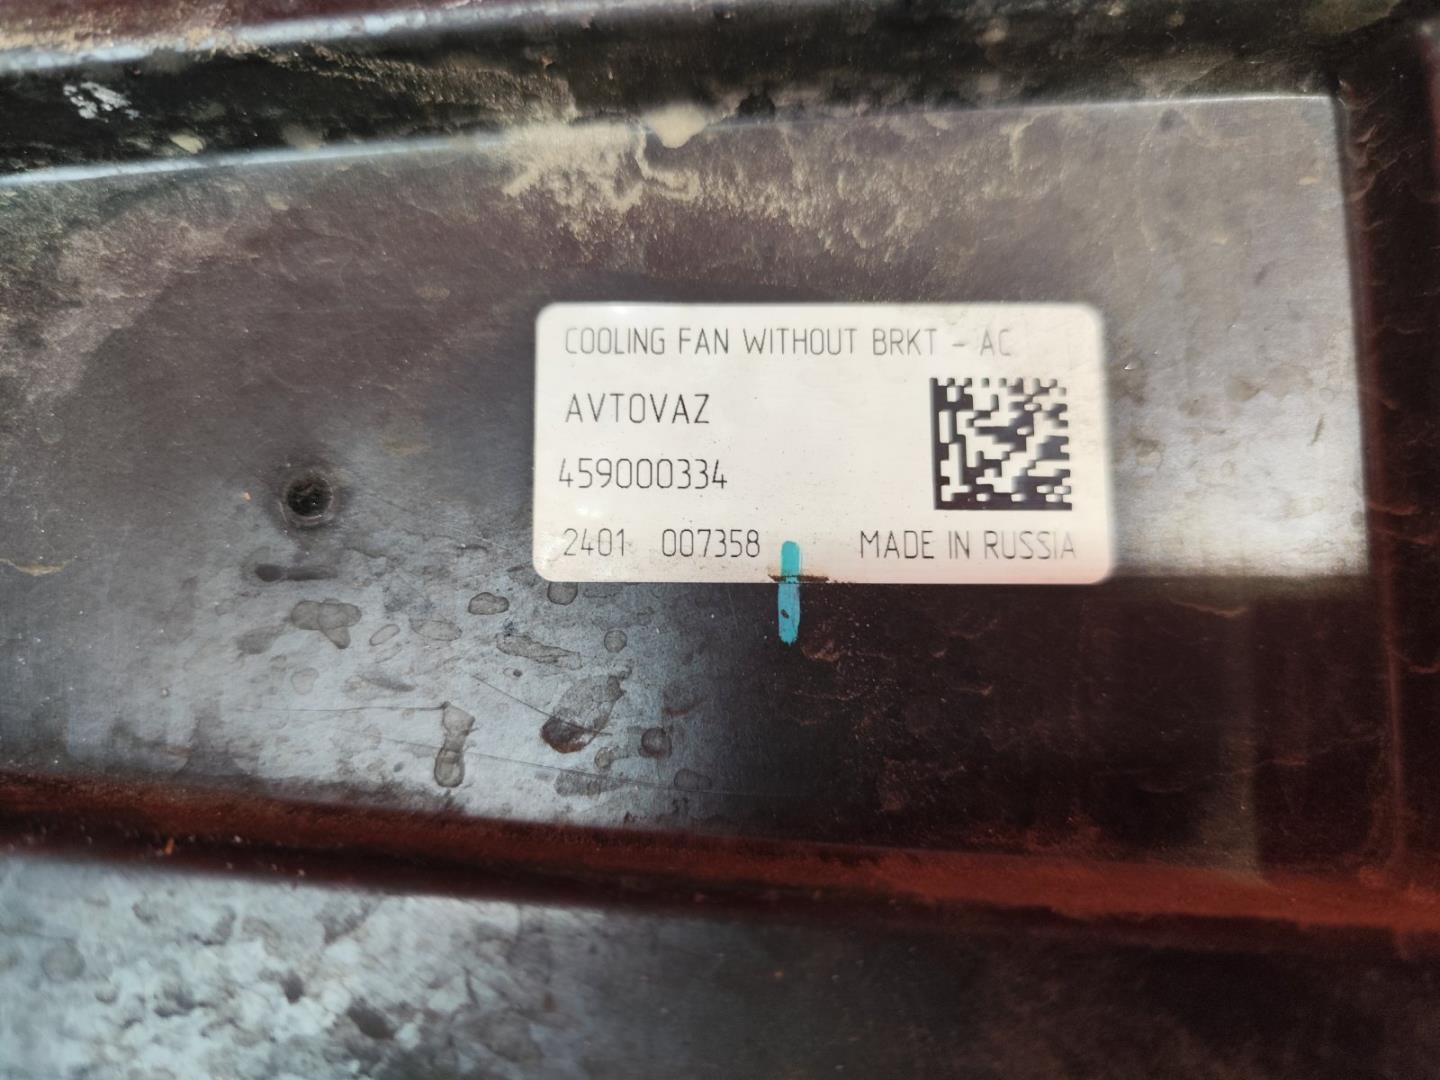 COOLING FAN WITHOUT BRKT - AC
AVTOVAZ
459000334
2401 007358 MADE IN RUSSIA